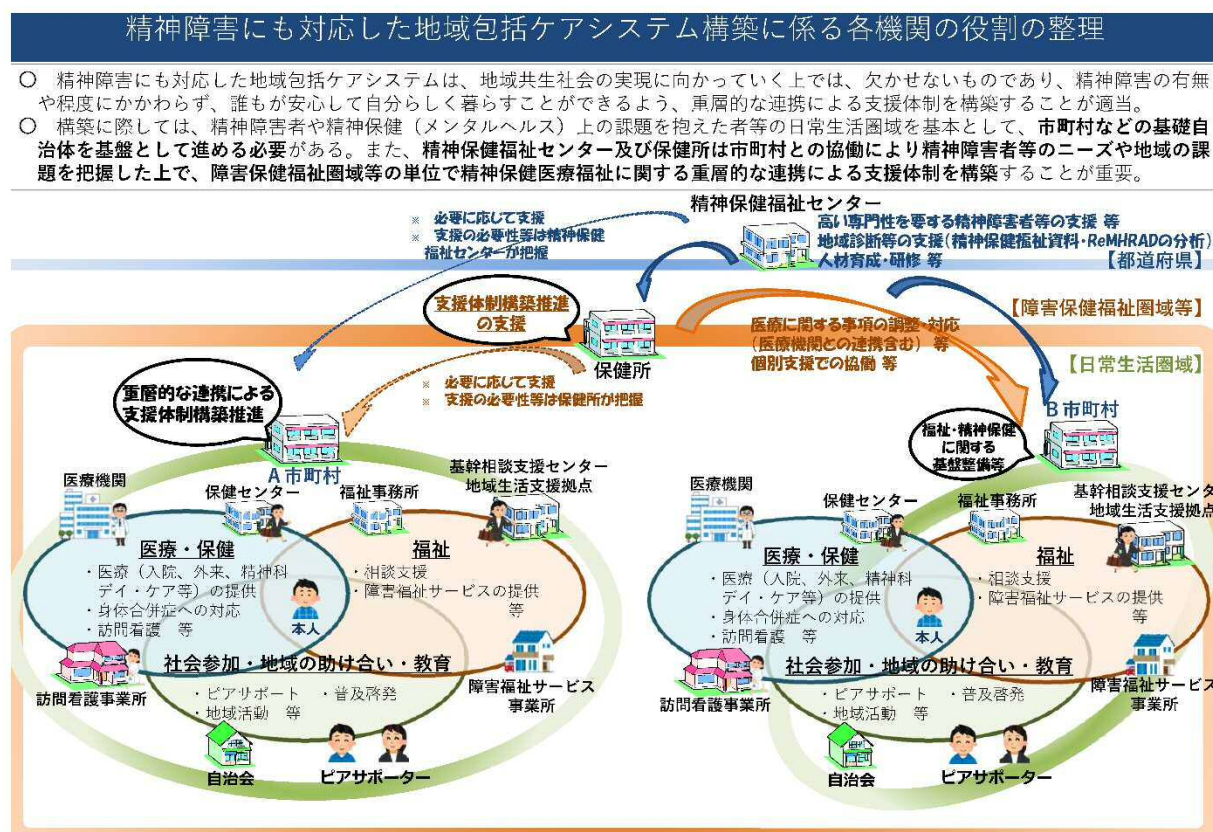 精神障害にも対応した地域包括ケアシステム構築に係る各機関の役割の整理
○　精神障害にも対応した地域包括ケアシステムは、地域共生社会の実現に向かっていく上では、欠かせないものであり、精神障害の有無
や程度にかかわらず、誰もが安心して自分らしく暮らすことができるよう、重層的な連携による支援体制を構築することが適当。
○　構築に際しては、精神障害者や精神保健（メンタルヘルス）上の課題を抱えた者等の日常生活圏域を基本として、市町村などの基礎自
治体を基盤として進める必要がある。また、精神保健福祉センター及び保健所は市町村との協働により精神障害者等のニーズや地域の課
題を把握した上で、障害保健福祉圏域等の単位で精神保健医療福祉に関する重層的な連携による支援体制を構築することが重要。
精神保健福祉センター
※　必要に応じて支援
※　支援の必要性等は精神保健
福祉センターが把握
高い専門性を要する精神障害者等の支援 等
地域診断等の支援(精神保健福祉資料・ReMHRADの分析)
人材育成・研修 等
【都道府県】
【障害保健福祉圏域等】
支援体制構築推進
の支援
保健所
医療に関する事項の調整・対応
(医療機関との連携含む) 等
個別支援での協働 等
【日常生活圏域】
※　必要に応じて支援
※　支援の必要性等は保健所が把握
重層的な連携による
支援体制構築推進
A市町村
医療機関
保健センター
福祉事務所
基幹相談支援センター
地域生活支援拠点
医療・保健
・医療（入院、外来、精神科
デイ・ケア等）の提供
・身体合併症への対応
・訪問看護　等
福祉
・相談支援
・障害福祉サービスの提供
等
本人
社会参加・地域の助け合い・教育
・ピアサポート　・普及啓発
・地域活動　等
訪問看護事業所
障害福祉サービス
事業所
自治会
ピアサポーター
B市町村
福祉・精神保健
に関する
基盤整備等
医療機関
保健センター
福祉事務所
基幹相談支援センタ
地域生活支援拠点
医療・保健
・医療（入院、外来、精神科
デイ・ケア等）の提供
・身体合併症への対応
・訪問看護　等
福祉
・相談支援
・障害福祉サービスの提供
等
本人
社会参加・地域の助け合い・教育
・ピアサポート　・普及啓発
・地域活動　等
訪問看護事業所
障害福祉サービス
事業所
自治会
ピアサポーター